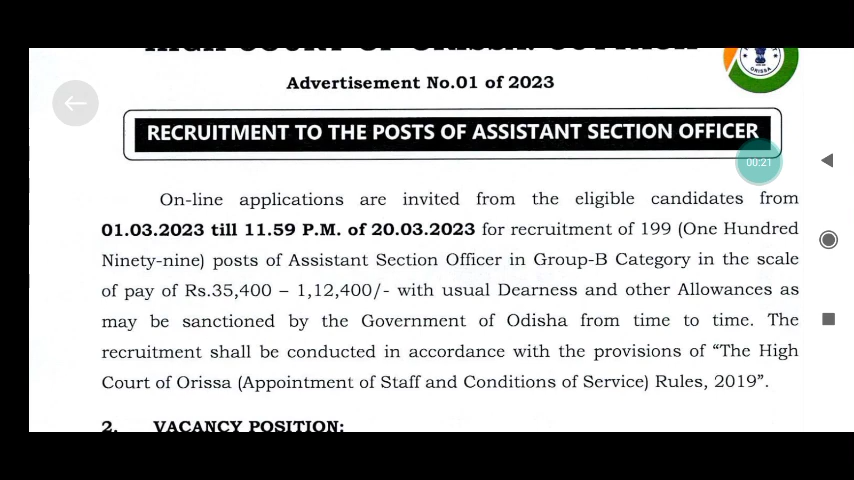 HIGH COURT OF ORISSA: CUTTACK
Advertisement No.01 of 2023
RECRUITMENT TO THE POSTS OF ASSISTANT SECTION OFFICER
00:21
On-line applications are invited from the eligible candidates from
01.03.2023 till 11.59 P.M. of 20.03.2023 for recruitment of 199 (One Hundred
Ninety-nine) posts of Assistant Section Officer in Group-B Category in the scale
of pay of Rs.35,400 – 1,12,400/- with usual Dearness and other Allowances as
may be sanctioned by the Government of Odisha from time to time. The
recruitment shall be conducted in accordance with the provisions of “The High
Court of Orissa (Appointment of Staff and Conditions of Service) Rules, 2019”.
2. VACANCY POSITION: